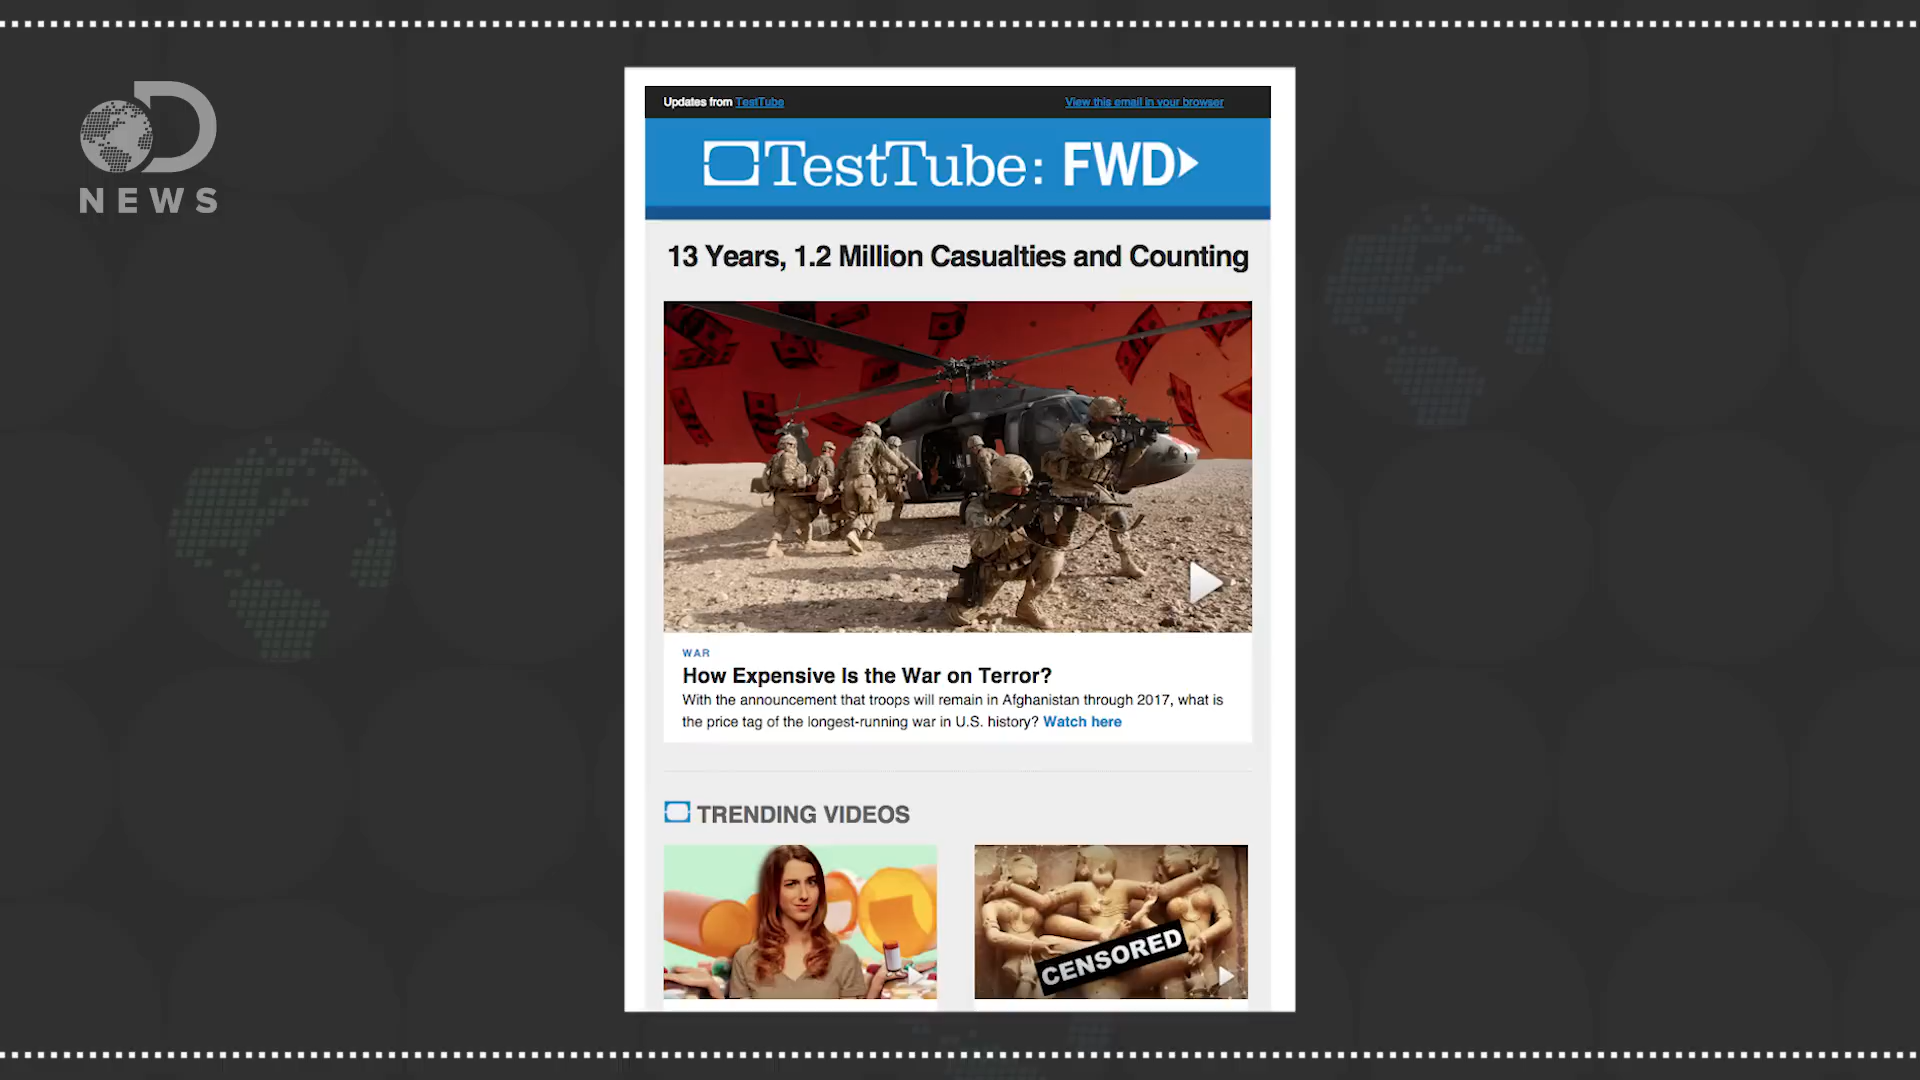 NEWS
Updates from TestTube
View this email in your browser
TestTube: FWD
13 Years, 1.2 Million Casualties and Counting
WAR
How Expensive Is the War on Terror?
With the announcement that troops will remain in Afghanistan through 2017, what is
the price tag of the longest-running war in U.S. history? Watch here
TRENDING VIDEOS
CENSORED